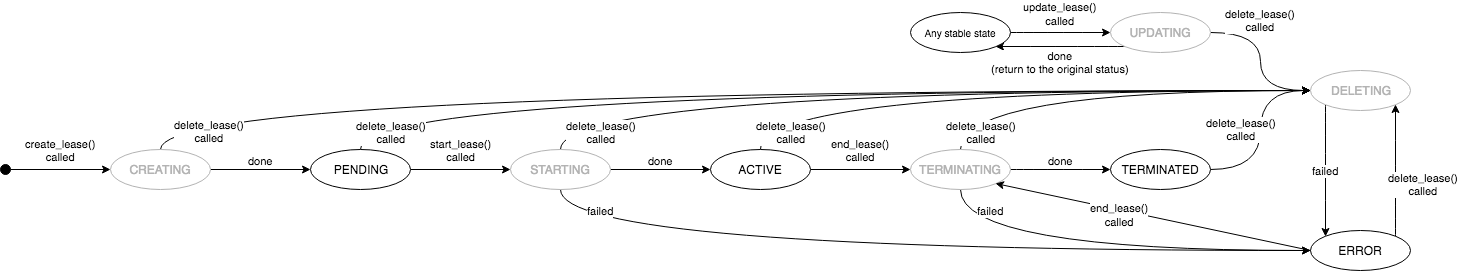 update_lease()
called
delete_lease()
called
Any stable state
UPDATING
done
(return to the original status)
DELETING
create_lease()
called
delete_lease()
called
delete_lease()
called
start_lease()
called
delete_lease()
called
delete_lease()
called
end_lease()
called
delete_lease()
called
delete_lease()
called
CREATING
done
PENDING
STARTING
done
ACTIVE
TERMINATING
done
TERMINATED
failed
delete_lease()
called
failed
failed
end_lease()
called
ERROR